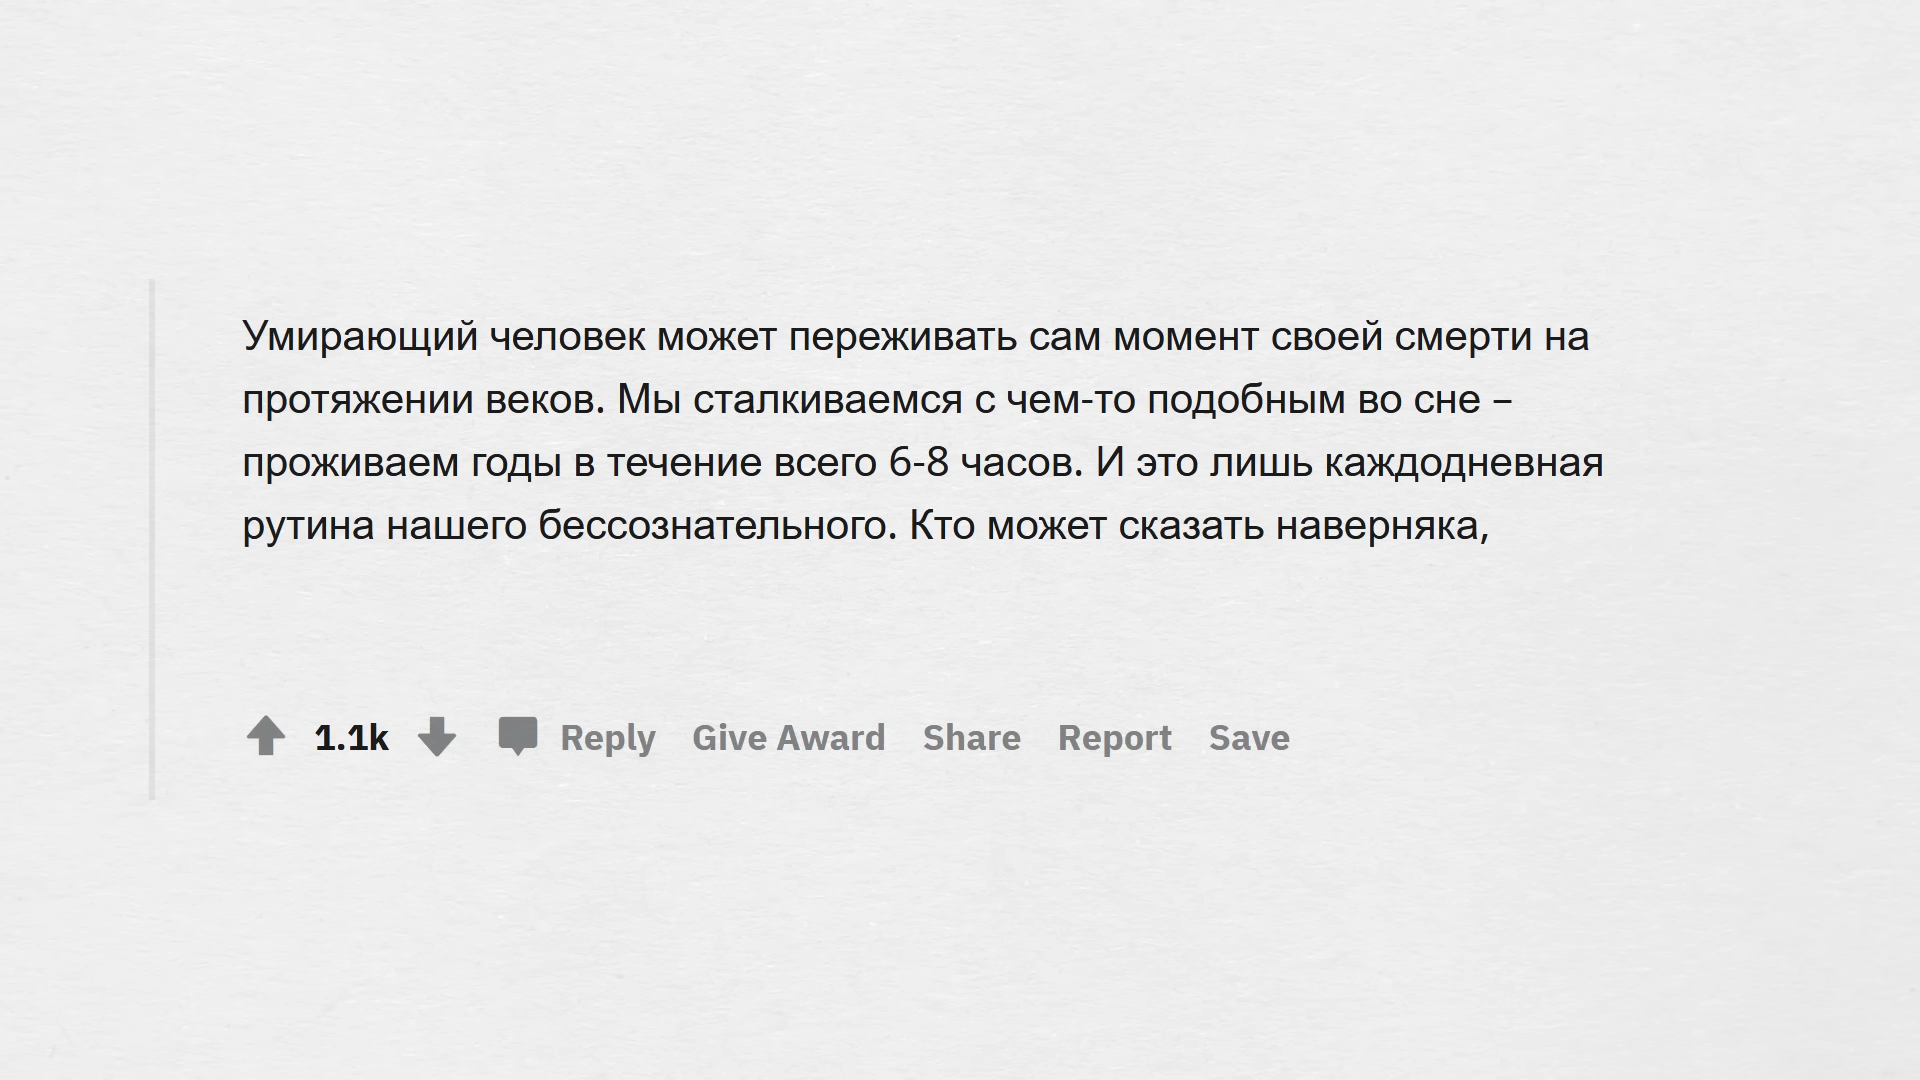 Умирающий человек может переживать сам момент своей смерти на
протяжении веков. Мы сталкиваемся с чем-то подобным во сне –
проживаем годы в течение всего 6-8 часов. И это лишь каждодневная
рутина нашего бессознательного. Кто может сказать наверняка,
1.1k Reply Give Award Share Report Save